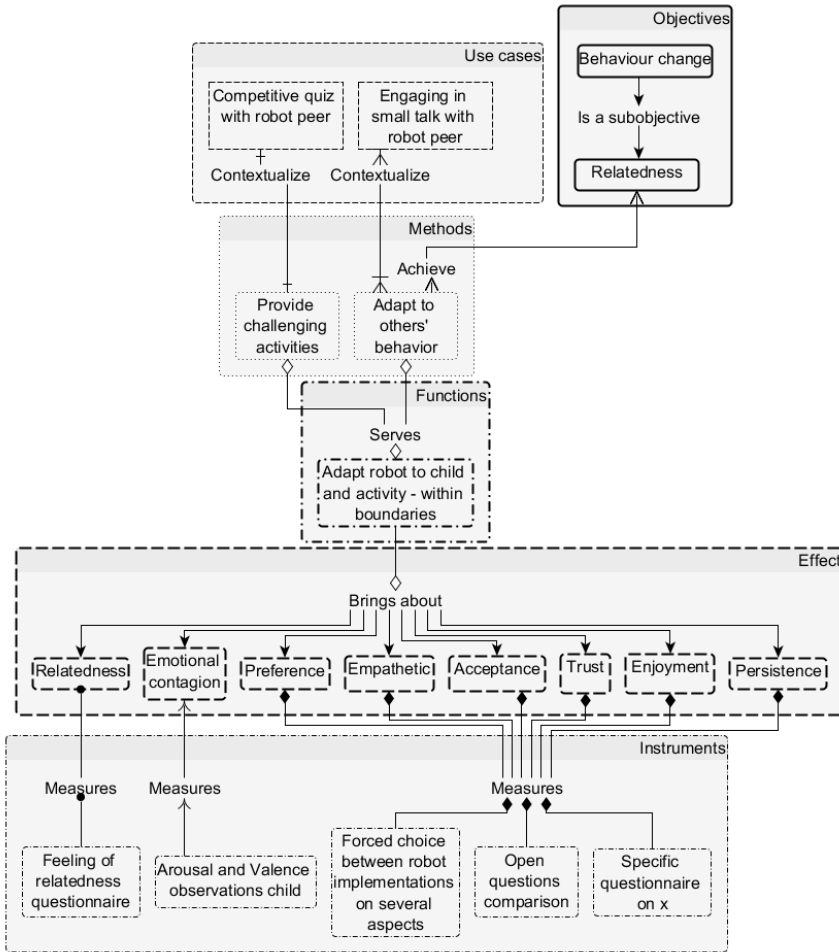 Objectives
Behaviour change
Is a subobjective
Relatedness
Use cases
Competitive quiz
with robot peer
Engaging in
small talk with
robot peer
Contextualize
Contextualize
Methods
Achieve
Provide
challenging
activities
Adapt to
others'
behavior
Functions
Serves
Adapt robot to child
and activity - within
boundaries
Effect
Brings about
Relatedness
Emotional
contagion
Preference
Empathetic
Acceptance
Trust
Enjoyment
Persistence
Instruments
Measures
Measures
Measures
Feeling of
relatedness
questionnaire
Arousal and Valence
observations child
Forced choice
between robot
implementations
on several
aspects
Open
questions
comparison
Specific
questionnaire
on x